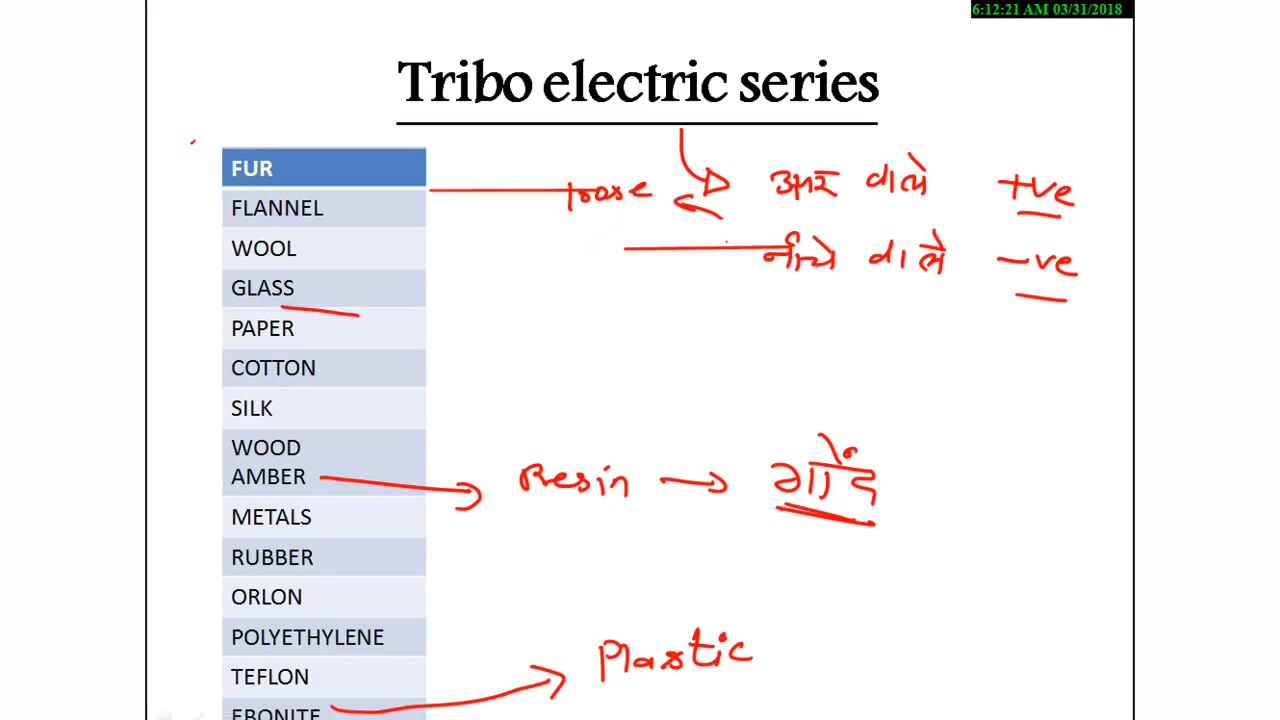 6:12:21 AM 03/31/2018
Tribo electric series
FUR
FLANNEL
WOOL
GLASS
PAPER
COTTON
SILK
WOOD
AMBER
METALS
RUBBER
ORLON
POLYETHYLENE
TEFLON
EBONITE
loose ऊपर वाले +ve
नीचे वाले -ve
Resin → गोंद
Plastic